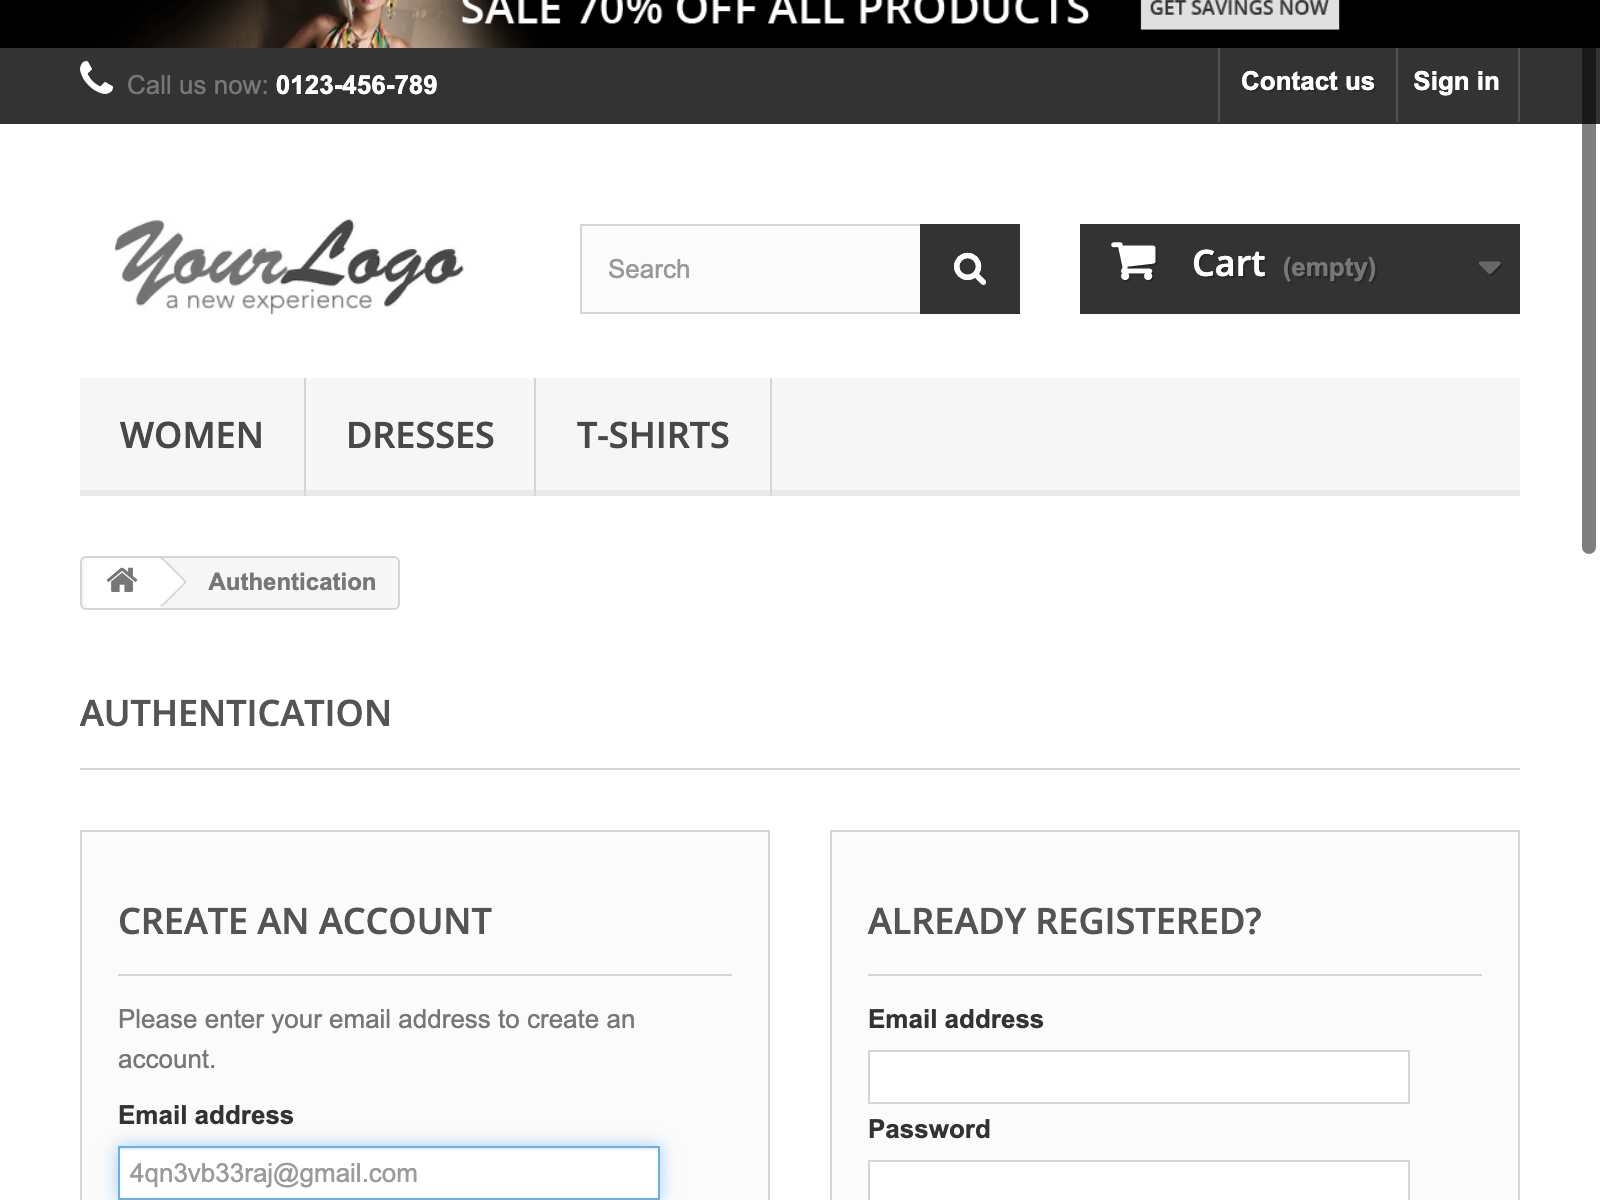 SALE 70% OFF ALL PRODUCTS
GET SAVINGS NOW
Call us now: 0123-456-789
Contact us
Sign in
YourLogo
a new experience
Search
Cart (empty)
WOMEN
DRESSES
T-SHIRTS
Authentication
AUTHENTICATION
CREATE AN ACCOUNT
Please enter your email address to create an
account.
Email address
4qn3vb33raj@gmail.com
ALREADY REGISTERED?
Email address
Password